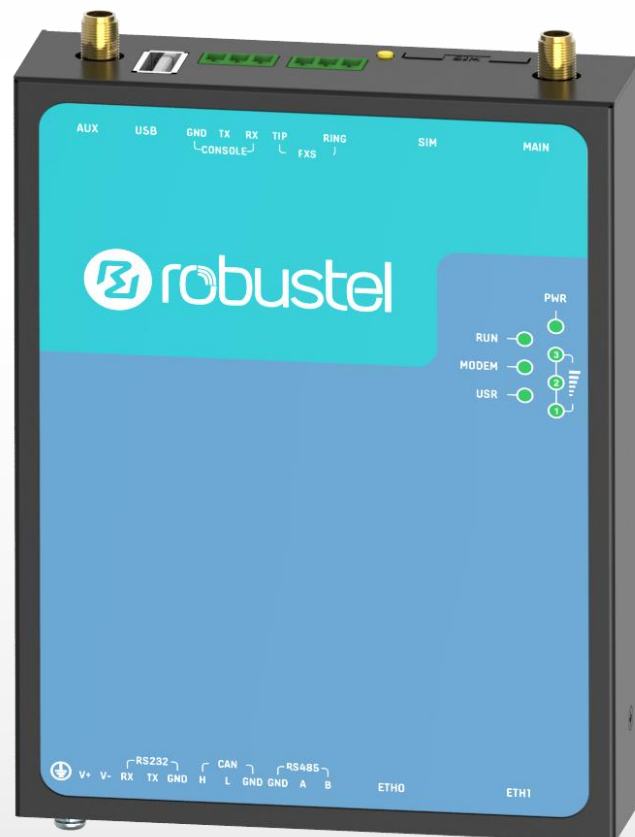 SIM
AUX USB GND TX RX TIP RING SIM MAIN
CONSOLE FXS
robustel
PWR
RUN
3
MODEM
2
USR
1
RS232 CAN RS485
V+ V- RX TX GND H L GND GND A B ETH0 ETH1